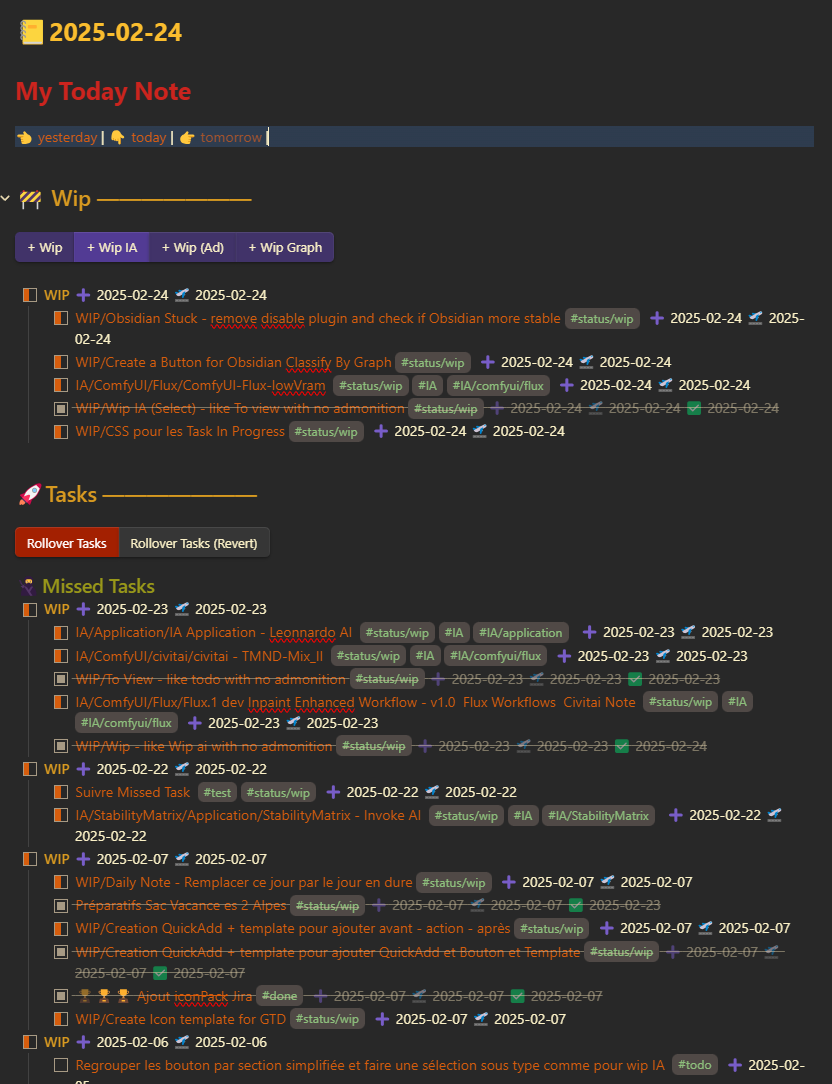 📒 2025-02-24
My Today Note
👈 yesterday | 👇 today | 👉 tomorrow |
🚧 Wip ———————
+ Wip + Wip IA + Wip (Ad) + Wip Graph
WIP ➕ 2025-02-24 🛫 2025-02-24
WIP/Obsidian Stuck - remove disable plugin and check if Obsidian more stable #status/wip ➕ 2025-02-24 🛫 2025-
02-24
WIP/Create a Button for Obsidian Classify By Graph #status/wip ➕ 2025-02-24 🛫 2025-02-24
IA/ComfyUI/Flux/ComfyUI-Flux-lowVram #status/wip #IA #IA/comfyui/flux ➕ 2025-02-24 🛫 2025-02-24
WIP/Wip IA (Select) - like To view with no admonition #status/wip ➕ 2025-02-24 🛫 2025-02-24 ✅ 2025-02-24
WIP/CSS pour les Task In Progress #status/wip ➕ 2025-02-24 🛫 2025-02-24
🚀 Tasks ———————
Rollover Tasks Rollover Tasks (Revert)
Missed Tasks
WIP ➕ 2025-02-23 🛫 2025-02-23
IA/Application/IA Application - Leonnardo AI #status/wip #IA #IA/application ➕ 2025-02-23 🛫 2025-02-23
IA/ComfyUI/civitai/civitai - TMND-Mix_II #status/wip #IA #IA/comfyui/flux ➕ 2025-02-23 🛫 2025-02-23
WIP/To View - like todo with no admonition #status/wip ➕ 2025-02-23 🛫 2025-02-23 ✅ 2025-02-23
IA/ComfyUI/Flux/Flux.1 dev Inpaint Enhanced Workflow - v1.0 Flux Workflows Civitai Note #status/wip #IA
#IA/comfyui/flux ➕ 2025-02-23 🛫 2025-02-23
WIP/Wip - like Wip ai with no admonition #status/wip ➕ 2025-02-23 🛫 2025-02-23 ✅ 2025-02-24
WIP ➕ 2025-02-22 🛫 2025-02-22
Suivre Missed Task #test #status/wip ➕ 2025-02-22 🛫 2025-02-22
IA/StabilityMatrix/Application/StabilityMatrix - Invoke AI #status/wip #IA #IA/StabilityMatrix ➕ 2025-02-22 🛫
2025-02-22
WIP ➕ 2025-02-07 🛫 2025-02-07
WIP/Daily Note - Remplacer ce jour par le jour en dure #status/wip ➕ 2025-02-07 🛫 2025-02-07
Préparatifs Sac Vacance es 2 Alpes #status/wip ➕ 2025-02-07 🛫 2025-02-07 ✅ 2025-02-23
WIP/Creation QuickAdd + template pour ajouter avant - action - après #status/wip ➕ 2025-02-07 🛫 2025-02-07
WIP/Creation QuickAdd + template pour ajouter QuickAdd et Bouton et Template #status/wip ➕ 2025-02-07 🛫
2025-02-07 ✅ 2025-02-07
🏆 🏆 🏆 Ajout iconPack Jira #done ➕ 2025-02-07 🛫 2025-02-07 ✅ 2025-02-07
WIP/Create Icon template for GTD #status/wip ➕ 2025-02-07 🛫 2025-02-07
WIP ➕ 2025-02-06 🛫 2025-02-06
Regrouper les bouton par section simplifiée et faire une sélection sous type comme pour wip IA #todo ➕ 2025-02-